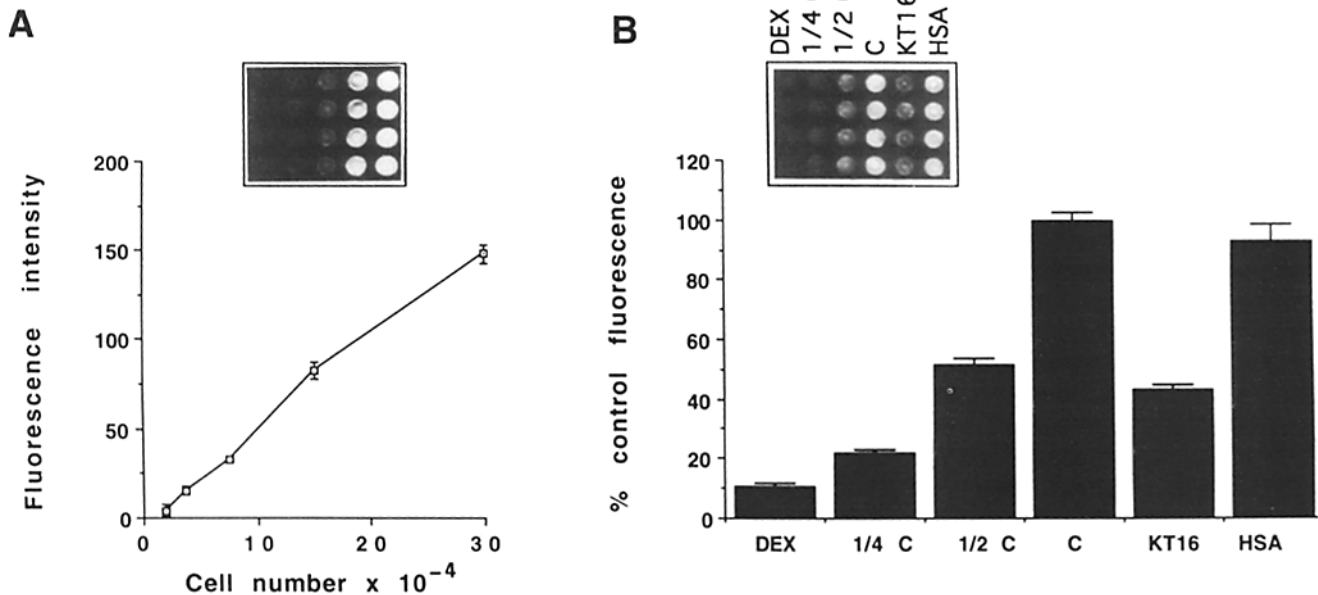 A
B
DEX
1/4
1/2
C
KT16
HSA
200
150
100
50
0
Fluorescence intensity
0 10 20 30
Cell number x 10⁻⁴
120
100
80
60
40
20
0
% control fluorescence
DEX 1/4 C 1/2 C C KT16 HSA